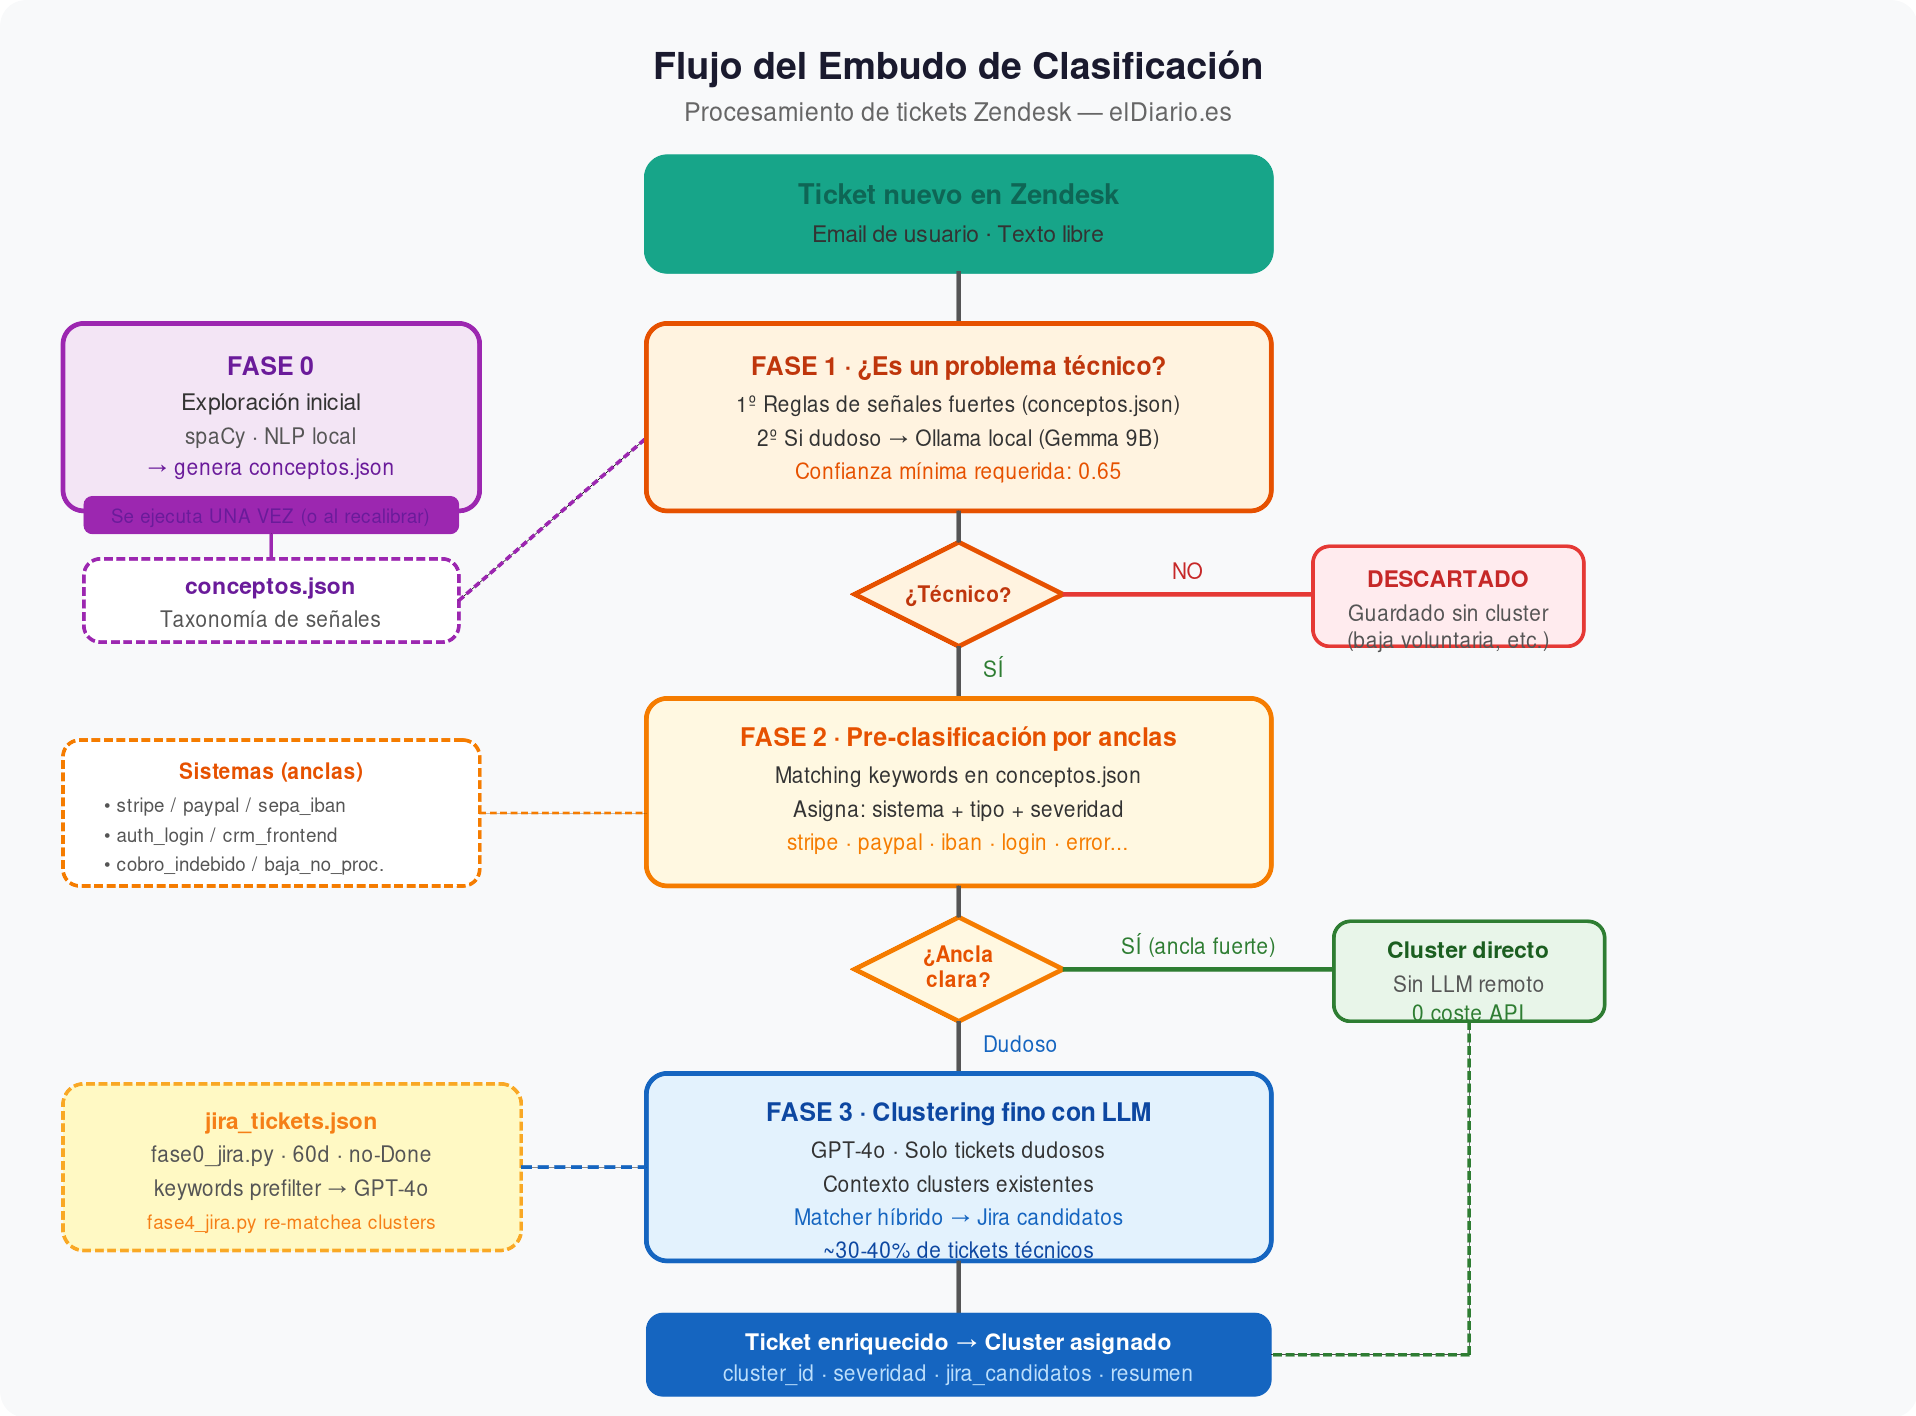 Flujo del Embudo de Clasificación
Procesamiento de tickets Zendesk — elDiario.es
Ticket nuevo en Zendesk
Email de usuario · Texto libre
FASE 0
Exploración inicial
spaCy · NLP local
→ genera conceptos.json
Se ejecuta UNA VEZ (o al recalibrar)
conceptos.json
Taxonomía de señales
FASE 1 · ¿Es un problema técnico?
1º Reglas de señales fuertes (conceptos.json)
2º Si dudoso → Ollama local (Gemma 9B)
Confianza mínima requerida: 0.65
¿Técnico?
NO
DESCARTADO
Guardado sin cluster
(baja voluntaria, etc.)
SÍ
FASE 2 · Pre-clasificación por anclas
Matching keywords en conceptos.json
Asigna: sistema + tipo + severidad
stripe · paypal · iban · login · error...
Sistemas (anclas)
• stripe / paypal / sepa_iban
• auth_login / crm_frontend
• cobro_indebido / baja_no_proc.
¿Ancla
clara?
SÍ (ancla fuerte)
Cluster directo
Sin LLM remoto
0 coste API
Dudoso
jira_tickets.json
fase0_jira.py · 60d · no-Done
keywords prefilter → GPT-4o
fase4_jira.py re-matchea clusters
FASE 3 · Clustering fino con LLM
GPT-4o · Solo tickets dudosos
Contexto clusters existentes
Matcher híbrido → Jira candidatos
~30-40% de tickets técnicos
Ticket enriquecido → Cluster asignado
cluster_id · severidad · jira_candidatos · resumen